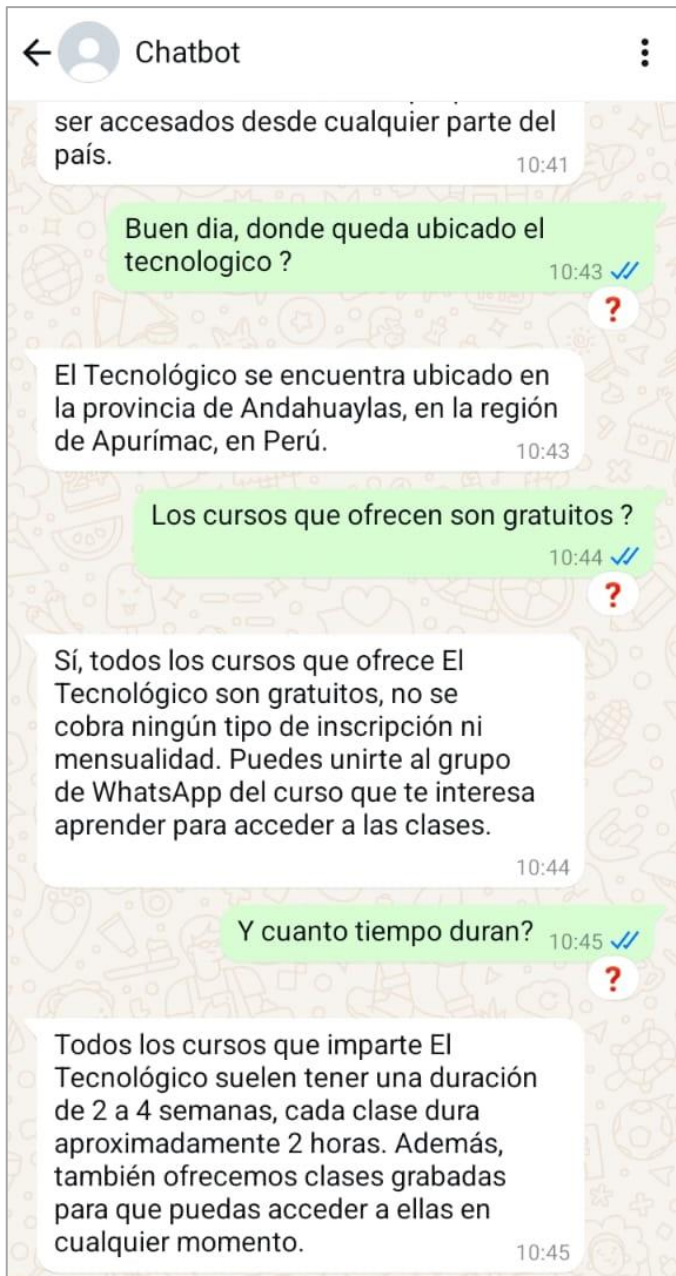 Chatbot
ser accesados desde cualquier parte del
país.
10:41
Buen dia, donde queda ubicado el
tecnologico ?
10:43
?
El Tecnológico se encuentra ubicado en
la provincia de Andahuaylas, en la región
de Apurímac, en Perú.
10:43
Los cursos que ofrecen son gratuitos ?
10:44
?
Sí, todos los cursos que ofrece El
Tecnológico son gratuitos, no se
cobra ningún tipo de inscripción ni
mensualidad. Puedes unirte al grupo
de WhatsApp del curso que te interesa
aprender para acceder a las clases.
10:44
Y cuanto tiempo duran? 10:45
?
Todos los cursos que imparte El
Tecnológico suelen tener una duración
de 2 a 4 semanas, cada clase dura
aproximadamente 2 horas. Además,
también ofrecemos clases grabadas
para que puedas acceder a ellas en
cualquier momento.
10:45